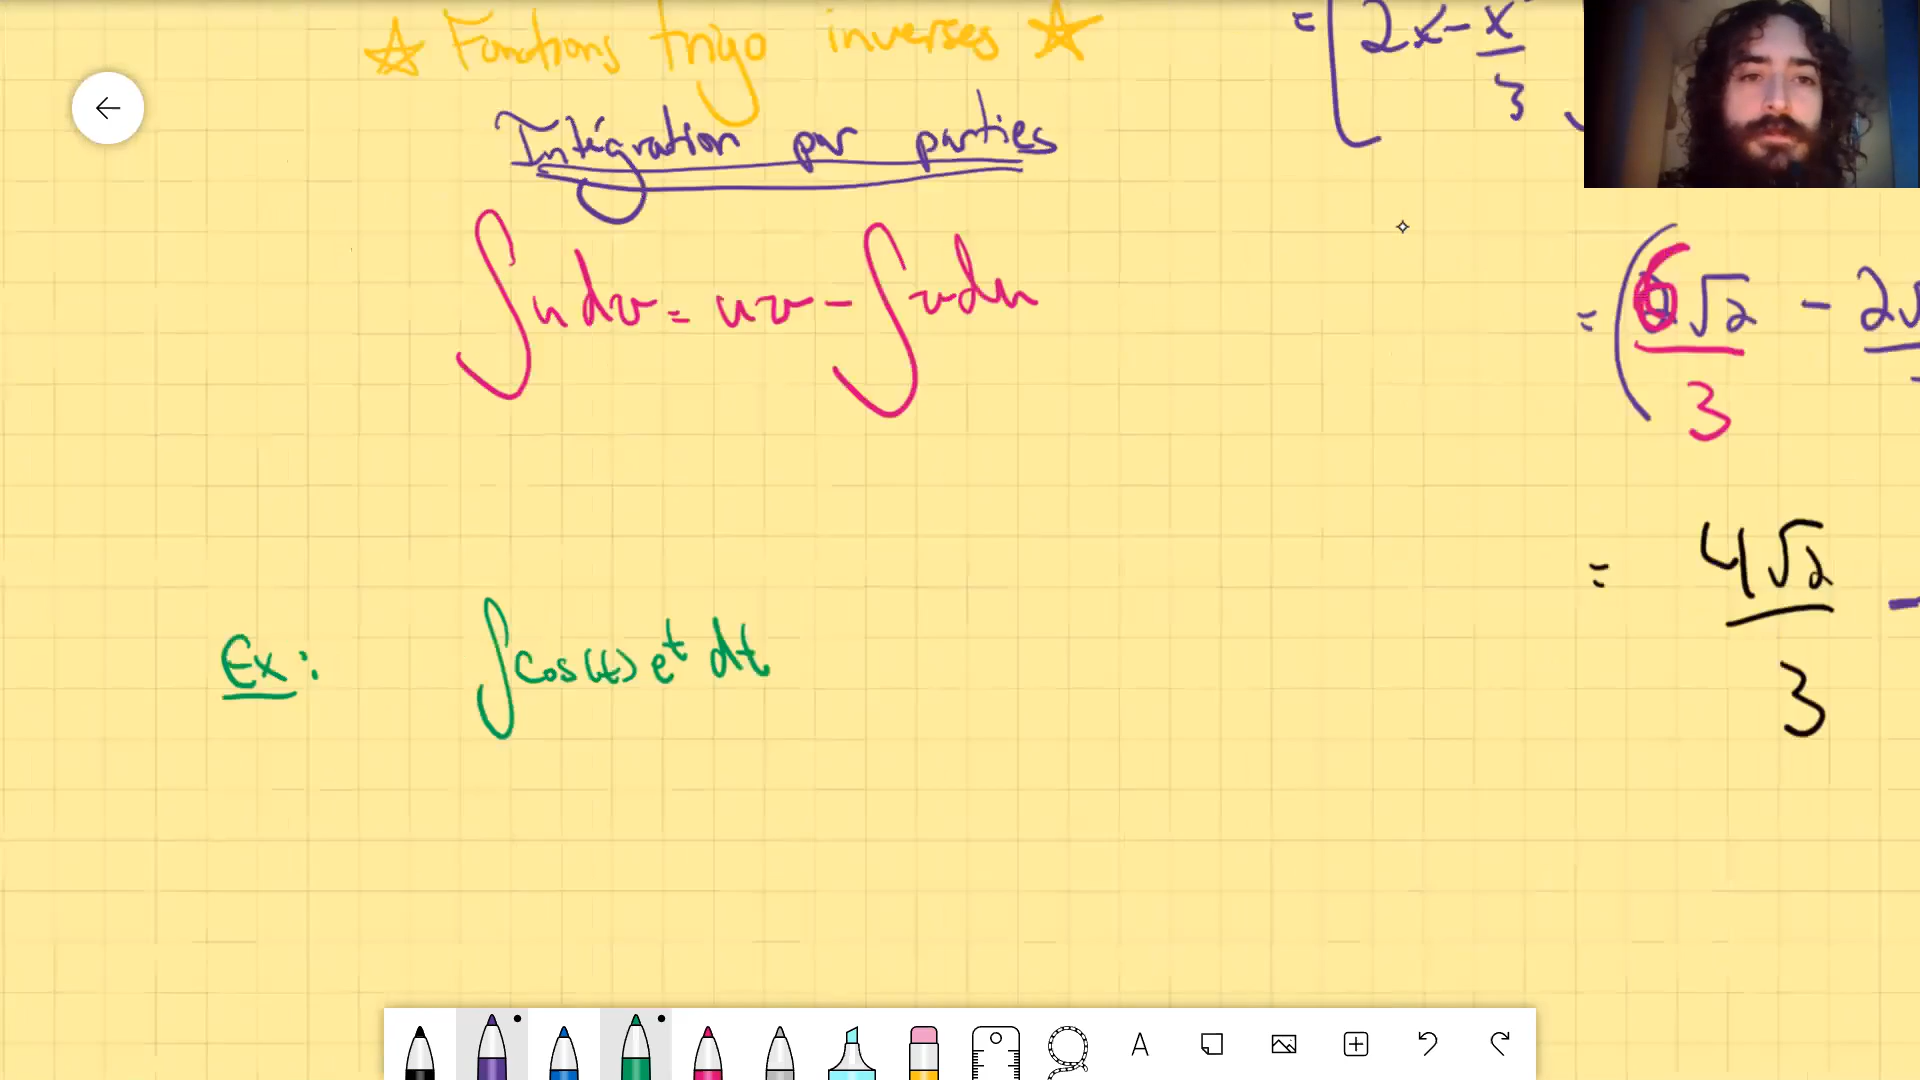 ☆ Fonctions trigo inverses ☆
Intégration par parties
∫u dv = uv - ∫v du
Ex: ∫cos(t) e^t dt
= [2x - x/3
= (6√2/3 - 2√
= 4√2/3 -
A